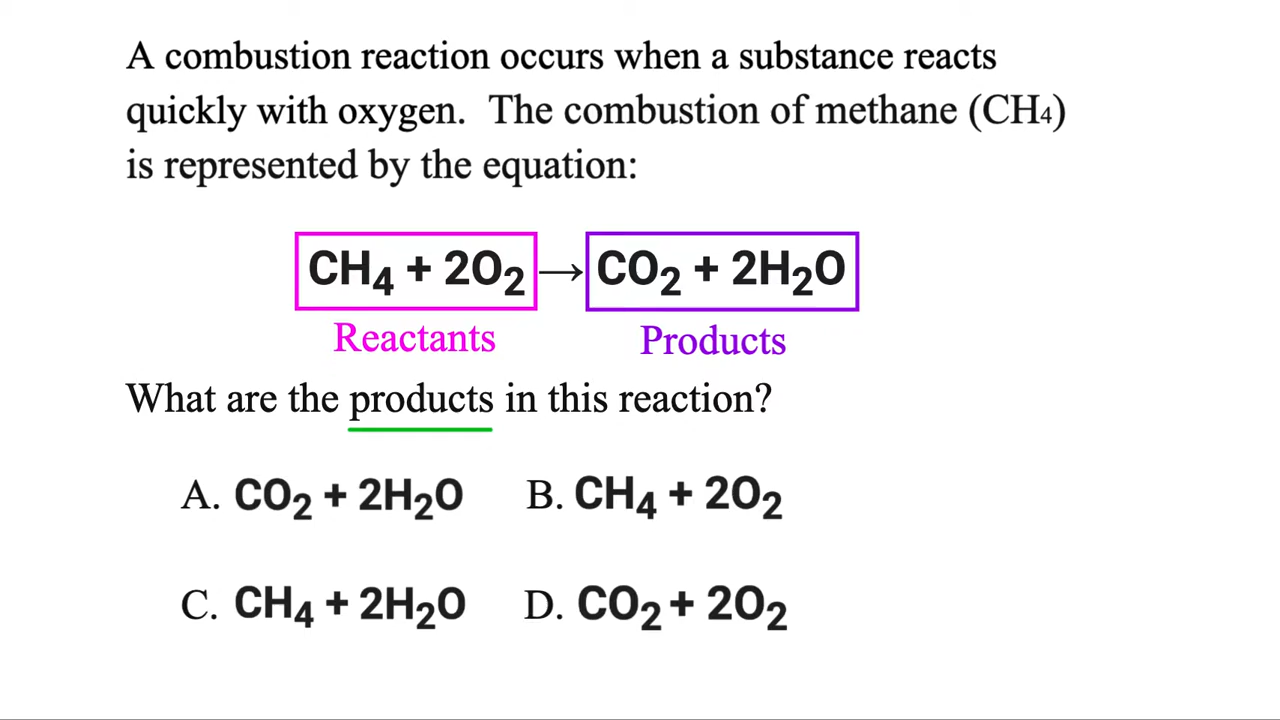 A combustion reaction occurs when a substance reacts
quickly with oxygen. The combustion of methane (CH₄)
is represented by the equation:
CH₄ + 2O₂ → CO₂ + 2H₂O
Reactants Products
What are the products in this reaction?
A. CO₂ + 2H₂O B. CH₄ + 2O₂
C. CH₄ + 2H₂O D. CO₂ + 2O₂